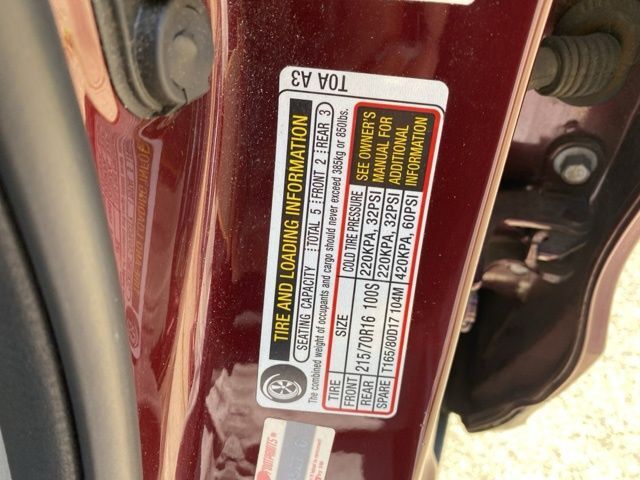 T0A A3
TIRE AND LOADING INFORMATION
SEATING CAPACITY TOTAL 5 FRONT 2 REAR 3
The combined weight of occupants and cargo should never exceed 385kg or 850lbs.
TIRE SIZE COLD TIRE PRESSURE
FRONT 215/70R16 100S 220KPA, 32PSI
REAR 220KPA, 32PSI
SPARE T165/80D17 104M 420KPA, 60PSI
SEE OWNER'S
MANUAL FOR
ADDITIONAL
INFORMATION